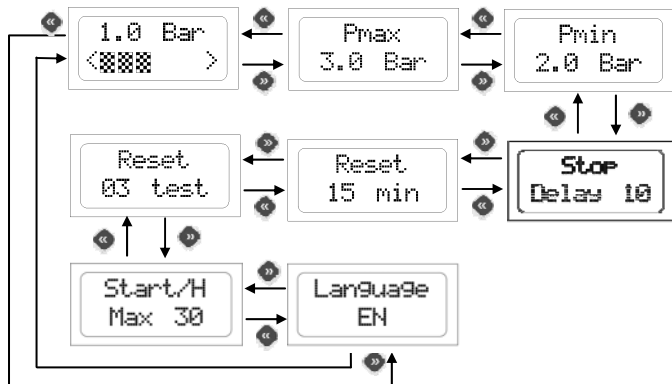 1.0 Bar
< >
Pmax
3.0 Bar
Pmin
2.0 Bar
Reset
03 test
Reset
15 min
Stop
Delay 10
Start/H
Max 30
Language
EN